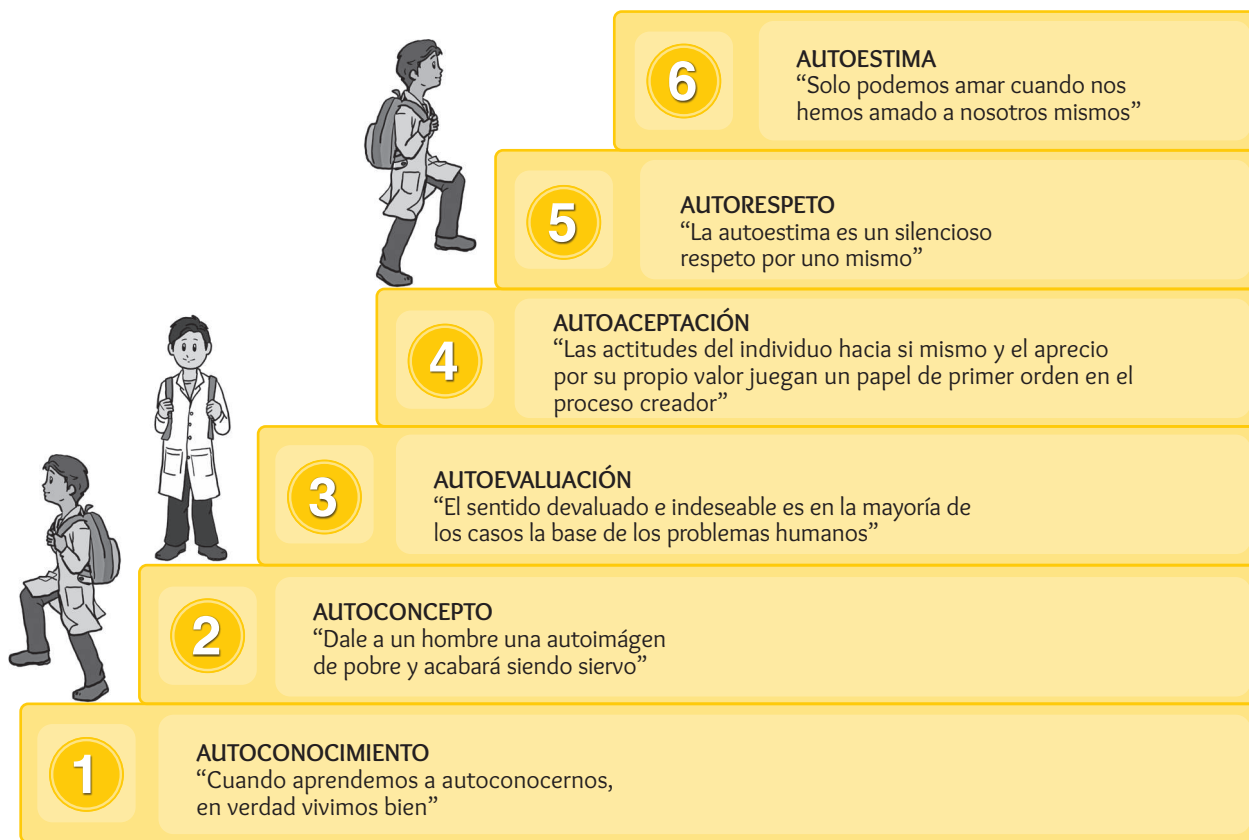 6
AUTOESTIMA
“Solo podemos amar cuando nos
hemos amado a nosotros mismos”
5
AUTORESPETO
“La autoestima es un silencioso
respeto por uno mismo”
4
AUTOACEPTACIÓN
“Las actitudes del individuo hacia si mismo y el aprecio
por su propio valor juegan un papel de primer orden en el
proceso creador”
3
AUTOEVALUACIÓN
“El sentido devaluado e indeseable es en la mayoría de
los casos la base de los problemas humanos”
2
AUTOCONCEPTO
“Dale a un hombre una autoimágen
de pobre y acabará siendo siervo”
1
AUTOCONOCIMIENTO
“Cuando aprendemos a autoconocernos,
en verdad vivimos bien”